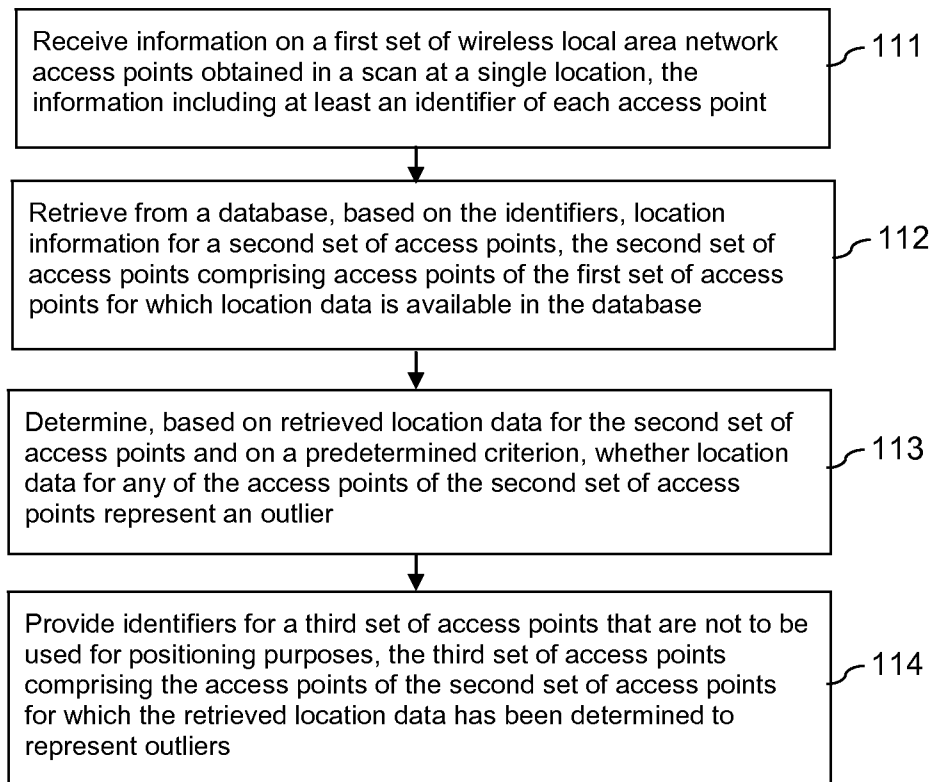 Receive information on a first set of wireless local area network
access points obtained in a scan at a single location, the
information including at least an identifier of each access point
111
Retrieve from a database, based on the identifiers, location
information for a second set of access points, the second set of
access points comprising access points of the first set of access
points for which location data is available in the database
112
Determine, based on retrieved location data for the second set of
access points and on a predetermined criterion, whether location
data for any of the access points of the second set of access
points represent an outlier
113
Provide identifiers for a third set of access points that are not to be
used for positioning purposes, the third set of access points
comprising the access points of the second set of access points
for which the retrieved location data has been determined to
represent outliers
114